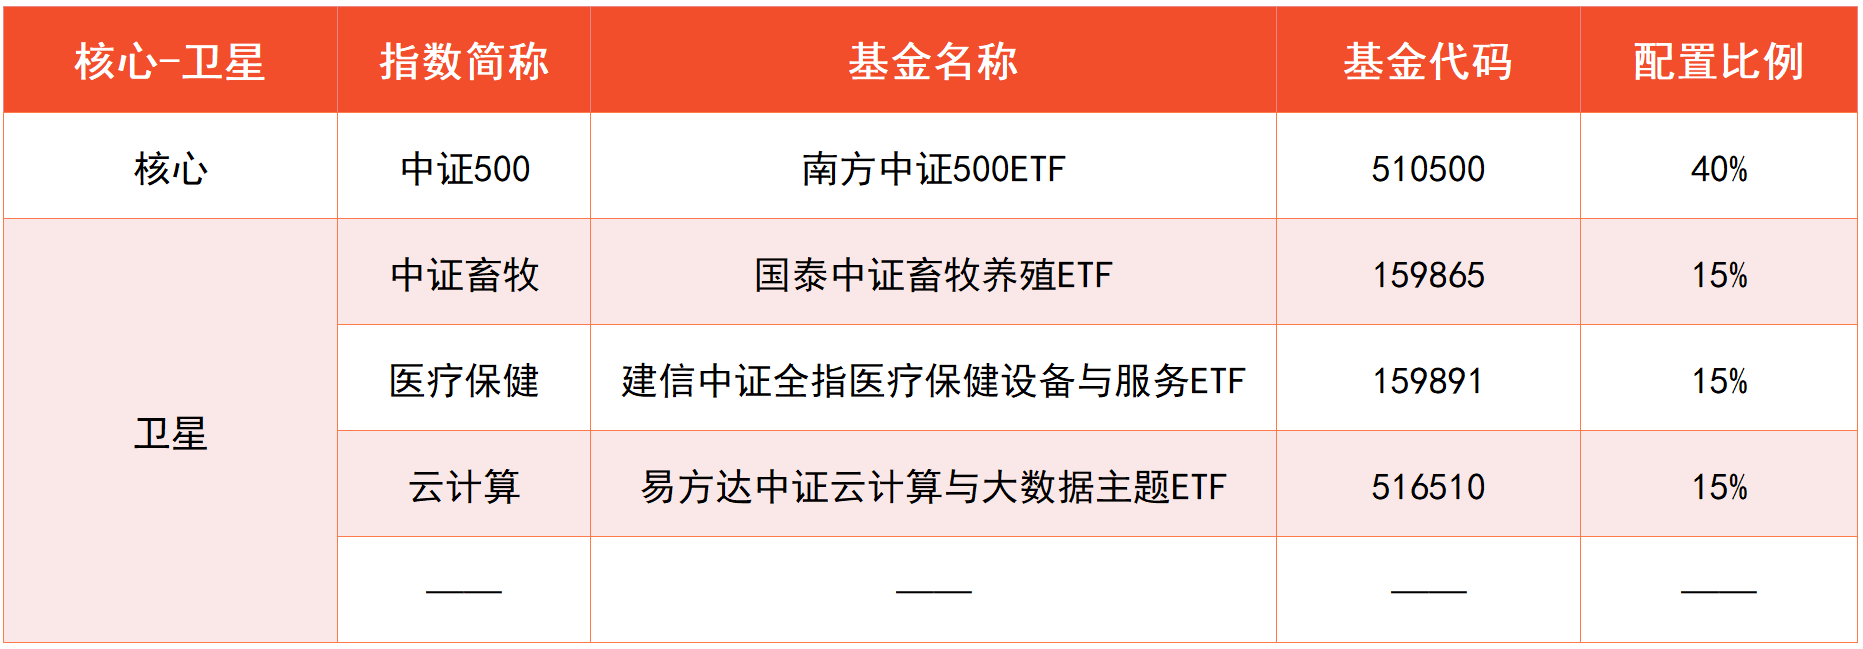 核心-卫星 指数简称 基金名称 基金代码 配置比例
核心 中证500 南方中证500ETF 510500 40%
卫星 中证畜牧 国泰中证畜牧养殖ETF 159865 15%
医疗保健 建信中证全指医疗保健设备与服务ETF 159891 15%
云计算 易方达中证云计算与大数据主题ETF 516510 15%
—— —— —— ——